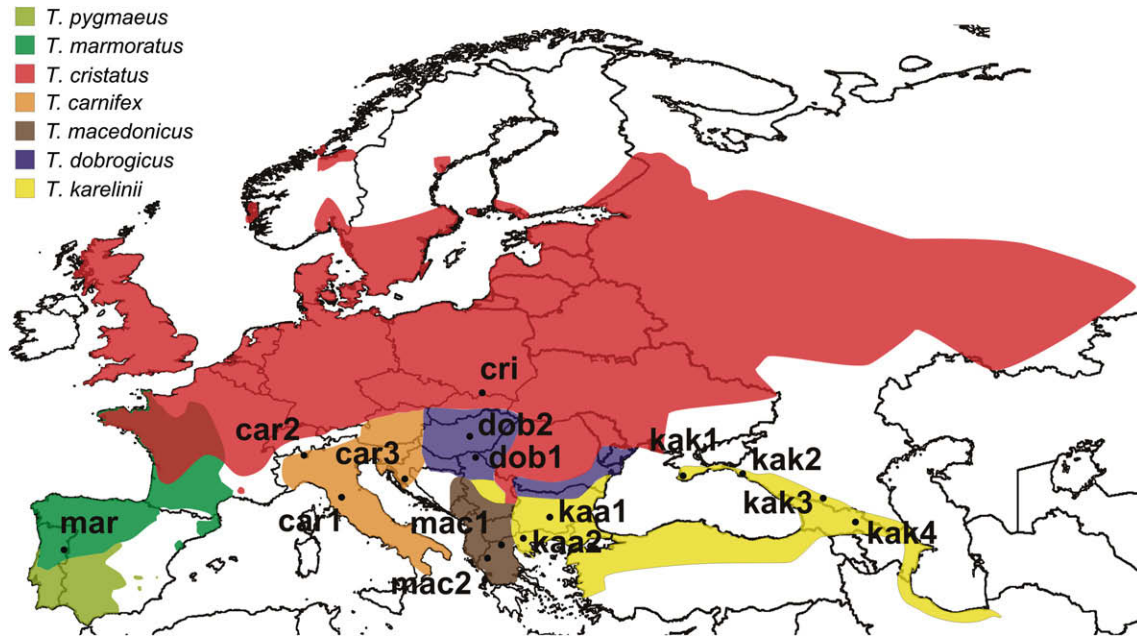 T. pygmaeus
T. marmoratus
T. cristatus
T. carnifex
T. macedonicus
T. dobrogicus
T. karelinii
cri
car2
dob2
car3
dob1
kak1
kak2
kak3
mar
car1
mac1
kaa1
kak4
kaa2
mac2